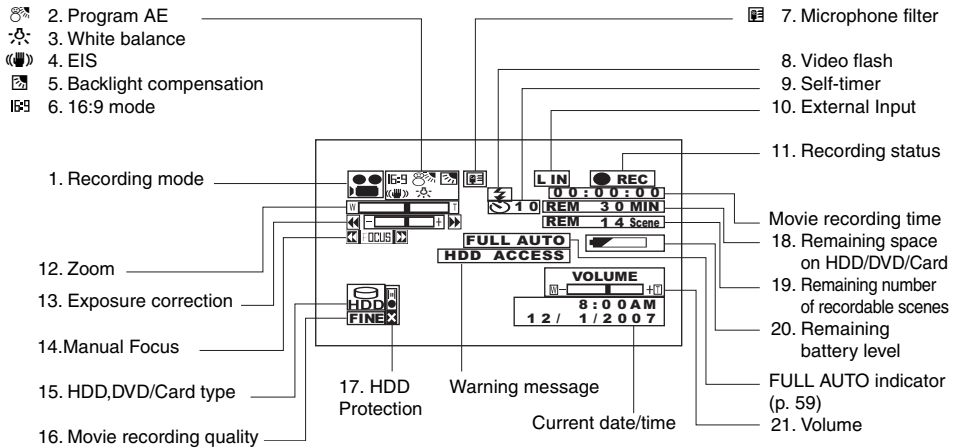 2. Program AE
3. White balance
4. EIS
5. Backlight compensation
16:9 6. 16:9 mode
7. Microphone filter
8. Video flash
9. Self-timer
10. External Input
11. Recording status
1. Recording mode
16:9
L IN
REC
00:00:00
W T
10
REM 30 MIN
Movie recording time
- +
REM 14 Scene
18. Remaining space
on HDD/DVD/Card
FOCUS
FULL AUTO
HDD ACCESS
12. Zoom
19. Remaining number
of recordable scenes
13. Exposure correction
VOLUME
W - + T
HDD
8:00AM
FINE
12/ 1/2007
20. Remaining
battery level
14.Manual Focus
15. HDD,DVD/Card type
17. HDD
Protection
Warning message
FULL AUTO indicator
(p. 59)
Current date/time
21. Volume
16. Movie recording quality